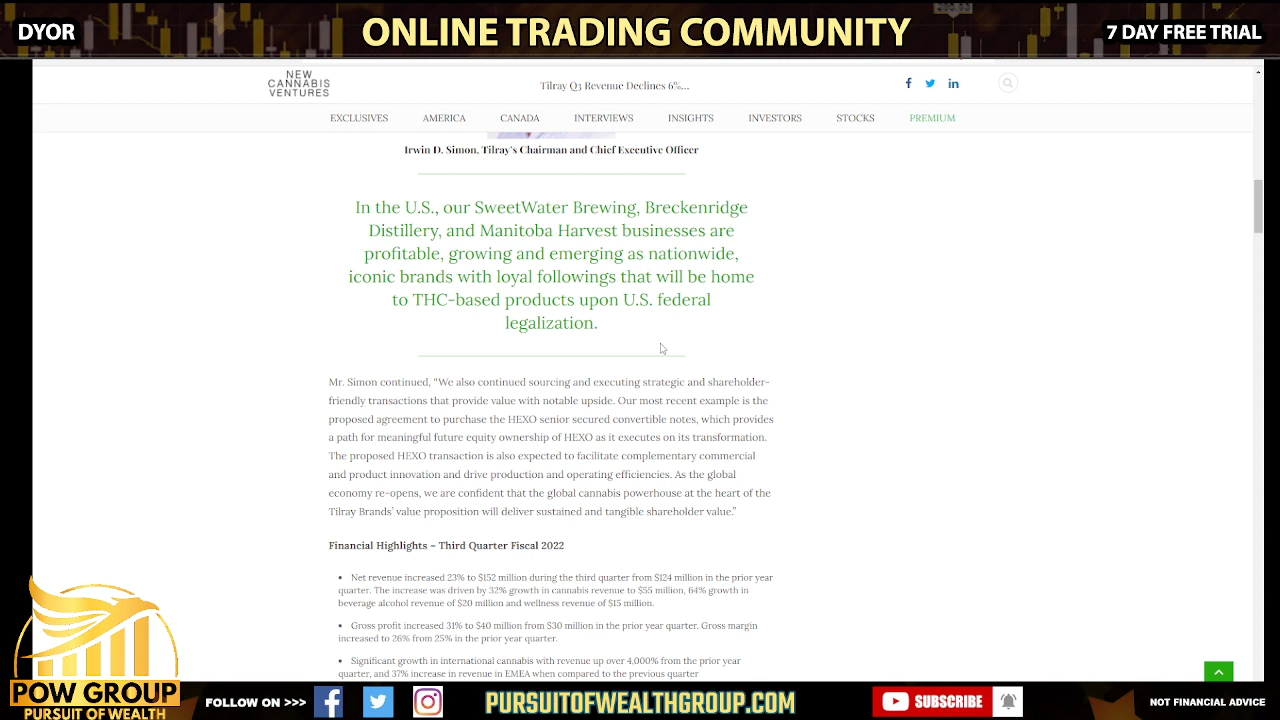 DYOR
ONLINE TRADING COMMUNITY
7 DAY FREE TRIAL
NEW
CANNABIS
VENTURES
Tilray Q3 Revenue Declines 6%...
EXCLUSIVES AMERICA CANADA INTERVIEWS INSIGHTS INVESTORS STOCKS PREMIUM
Irwin D. Simon, Tilray's Chairman and Chief Executive Officer
In the U.S., our SweetWater Brewing, Breckenridge
Distillery, and Manitoba Harvest businesses are
profitable, growing and emerging as nationwide,
iconic brands with loyal followings that will be home
to THC-based products upon U.S. federal
legalization.
Mr. Simon continued, "We also continued sourcing and executing strategic and shareholder-
friendly transactions that provide value with notable upside. Our most recent example is the
proposed agreement to purchase the HEXO senior secured convertible notes, which provides
a path for meaningful future equity ownership of HEXO as it executes on its transformation.
The proposed HEXO transaction is also expected to facilitate complementary commercial
and product innovation and drive production and operating efficiencies. As the global
economy re-opens, we are confident that the global cannabis powerhouse at the heart of the
Tilray Brands' value proposition will deliver sustained and tangible shareholder value."
Financial Highlights – Third Quarter Fiscal 2022
• Net revenue increased 23% to $152 million during the third quarter from $124 million in the prior year
quarter. The increase was driven by 32% growth in cannabis revenue to $55 million, 64% growth in
beverage alcohol revenue of $20 million and wellness revenue of $15 million.
• Gross profit increased 31% to $40 million from $30 million in the prior year quarter. Gross margin
increased to 26% from 25% in the prior year quarter.
• Significant growth in international cannabis with revenue up over 4,000% from the prior year
quarter, and 37% increase in revenue in EMEA when compared to the previous quarter
POW GROUP
PURSUIT OF WEALTH
FOLLOW ON >>>
PURSUITOFWEALTHGROUP.COM
SUBSCRIBE
NOT FINANCIAL ADVICE